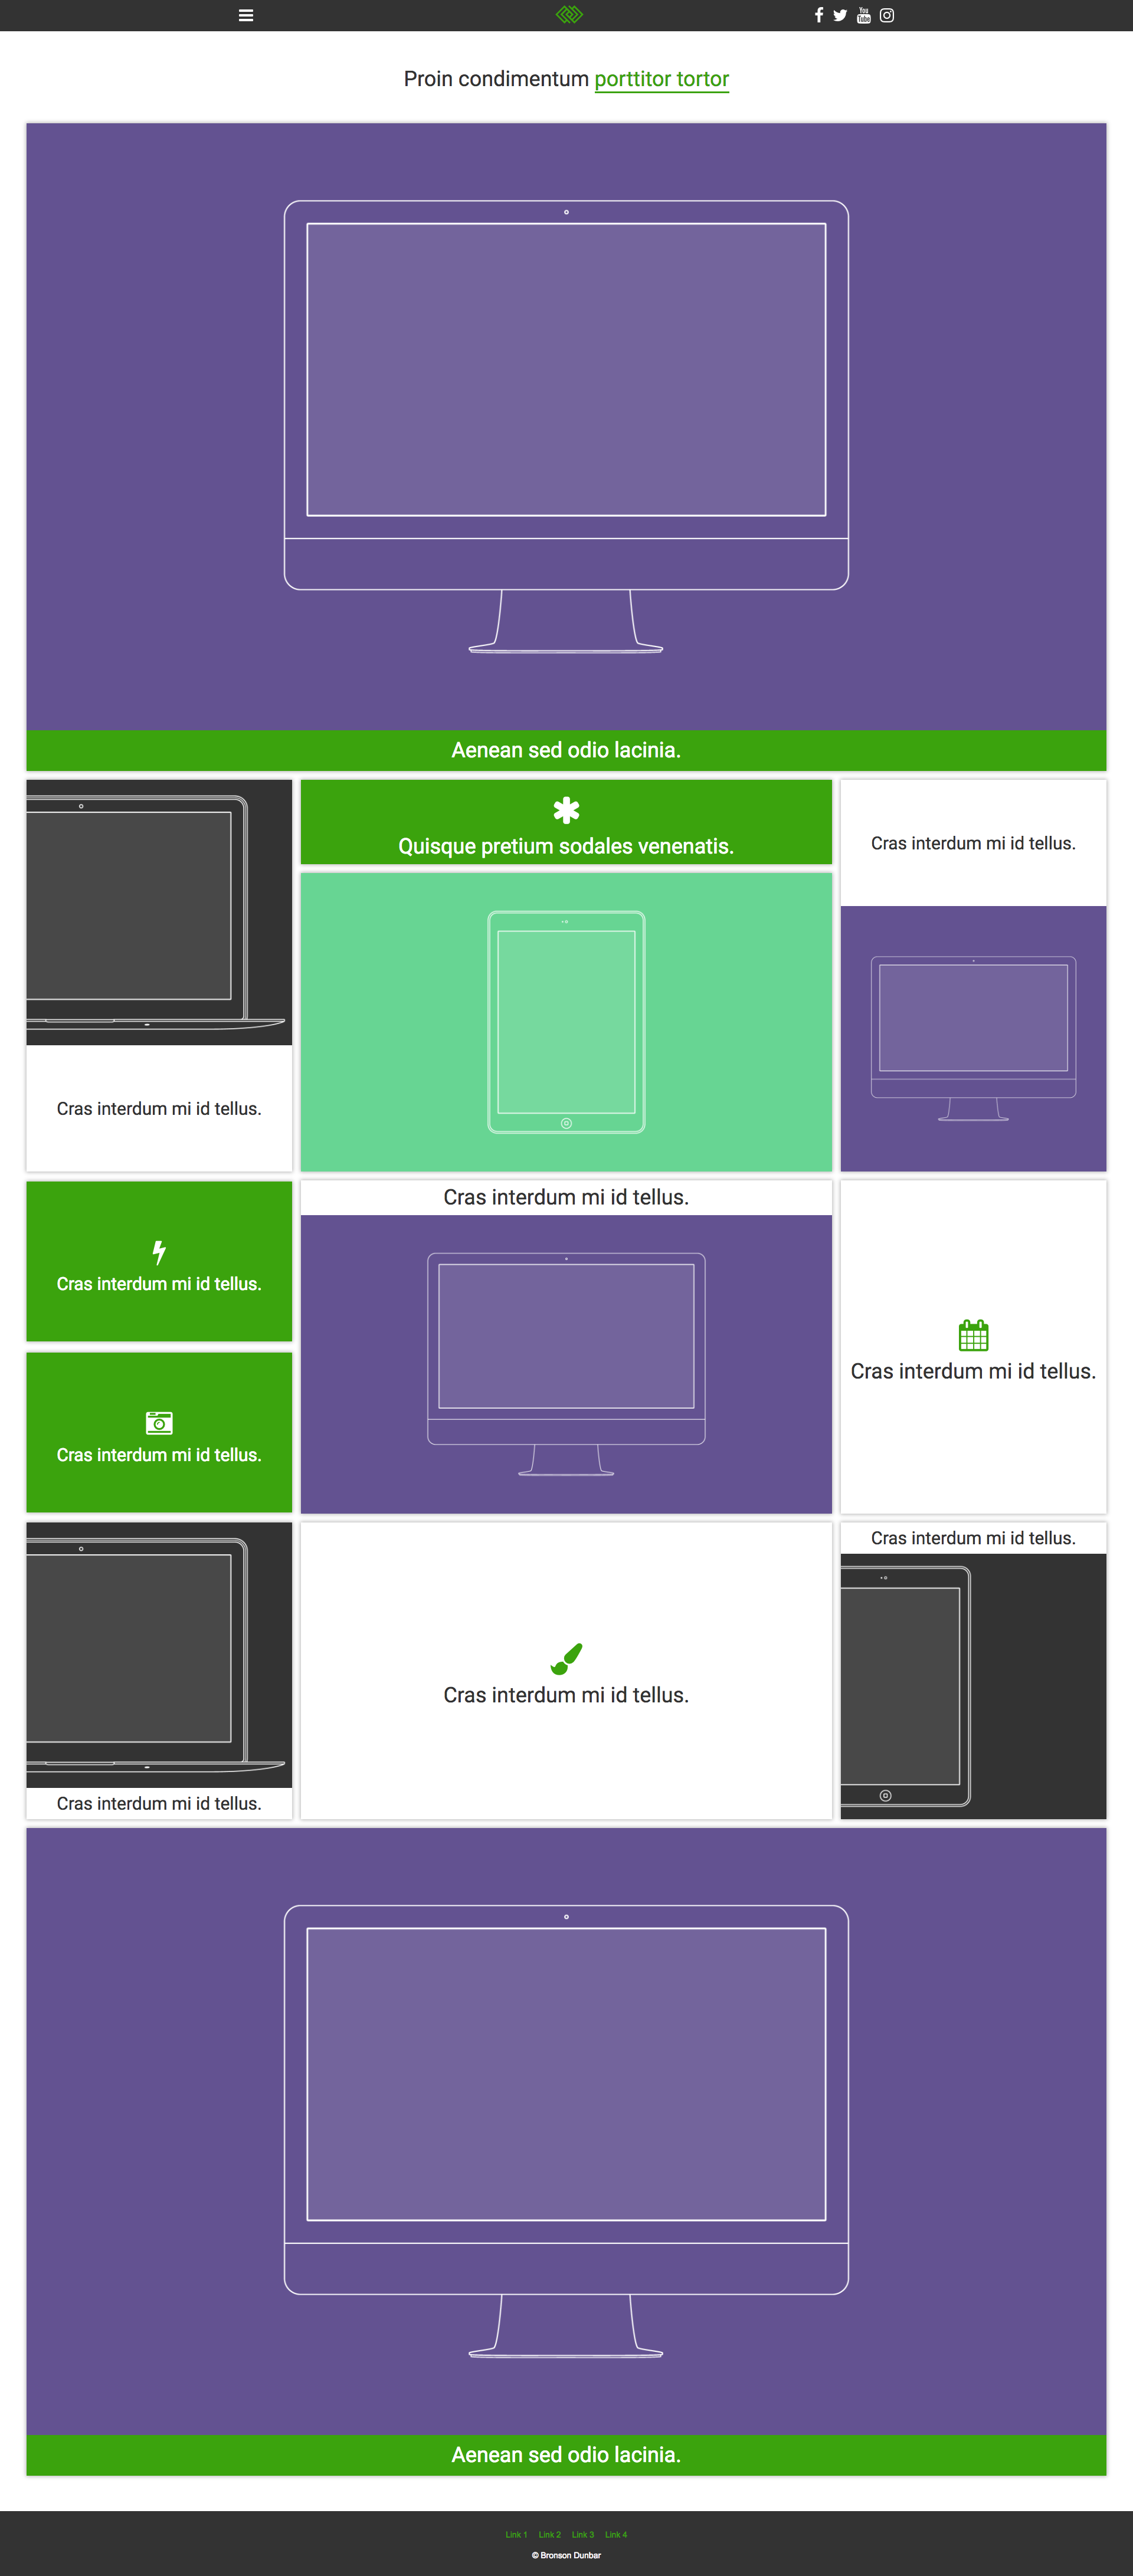 You
Tube
Proin condimentum porttitor tortor
Aenean sed odio lacinia.
Quisque pretium sodales venenatis.
Cras interdum mi id tellus.
Cras interdum mi id tellus.
Cras interdum mi id tellus.
Cras interdum mi id tellus.
Cras interdum mi id tellus.
Cras interdum mi id tellus.
Cras interdum mi id tellus.
Cras interdum mi id tellus.
Cras interdum mi id tellus.
Aenean sed odio lacinia.
Link 1 Link 2 Link 3 Link 4
© Bronson Dunbar